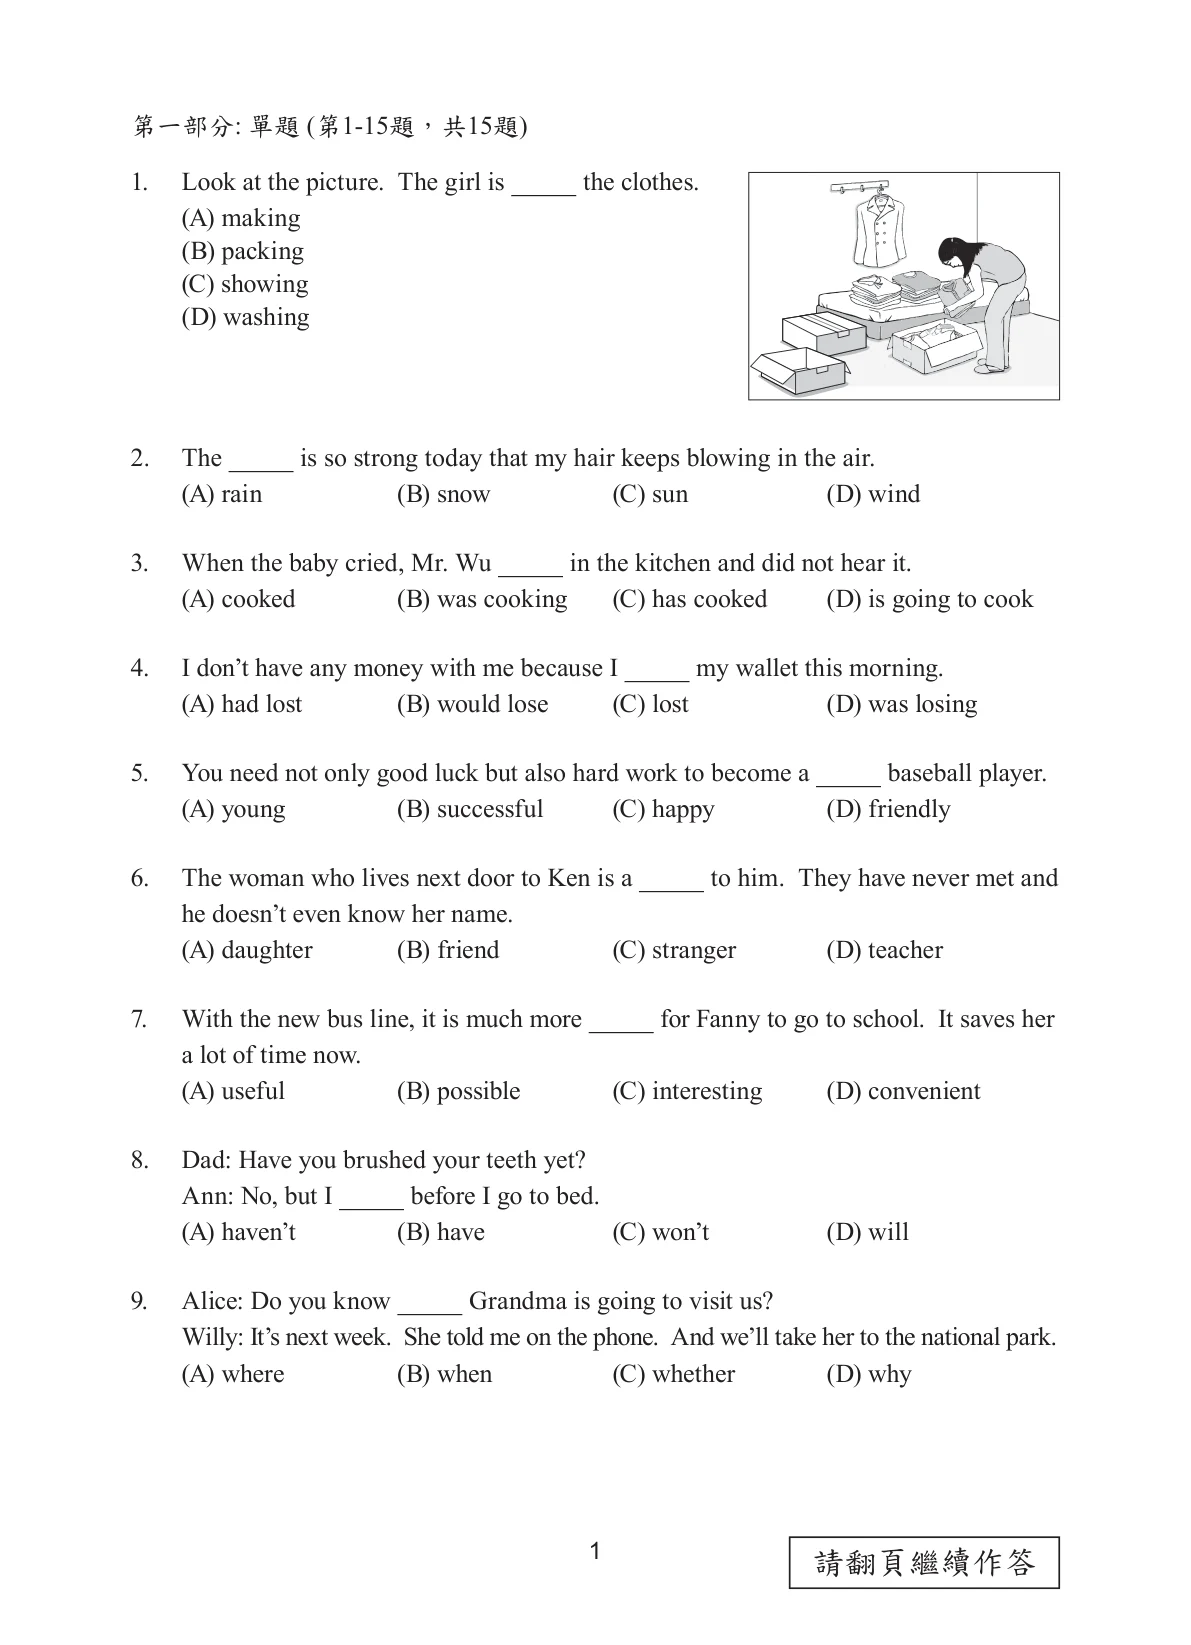 第一部分: 單題 (第1-15題，共15題)
1. Look at the picture. The girl is _____ the clothes.
(A) making
(B) packing
(C) showing
(D) washing
2. The _____ is so strong today that my hair keeps blowing in the air.
(A) rain (B) snow (C) sun (D) wind
3. When the baby cried, Mr. Wu _____ in the kitchen and did not hear it.
(A) cooked (B) was cooking (C) has cooked (D) is going to cook
4. I don’t have any money with me because I _____ my wallet this morning.
(A) had lost (B) would lose (C) lost (D) was losing
5. You need not only good luck but also hard work to become a _____ baseball player.
(A) young (B) successful (C) happy (D) friendly
6. The woman who lives next door to Ken is a _____ to him. They have never met and
he doesn’t even know her name.
(A) daughter (B) friend (C) stranger (D) teacher
7. With the new bus line, it is much more _____ for Fanny to go to school. It saves her
a lot of time now.
(A) useful (B) possible (C) interesting (D) convenient
8. Dad: Have you brushed your teeth yet?
Ann: No, but I _____ before I go to bed.
(A) haven’t (B) have (C) won’t (D) will
9. Alice: Do you know _____ Grandma is going to visit us?
Willy: It’s next week. She told me on the phone. And we’ll take her to the national park.
(A) where (B) when (C) whether (D) why
1
請翻頁繼續作答